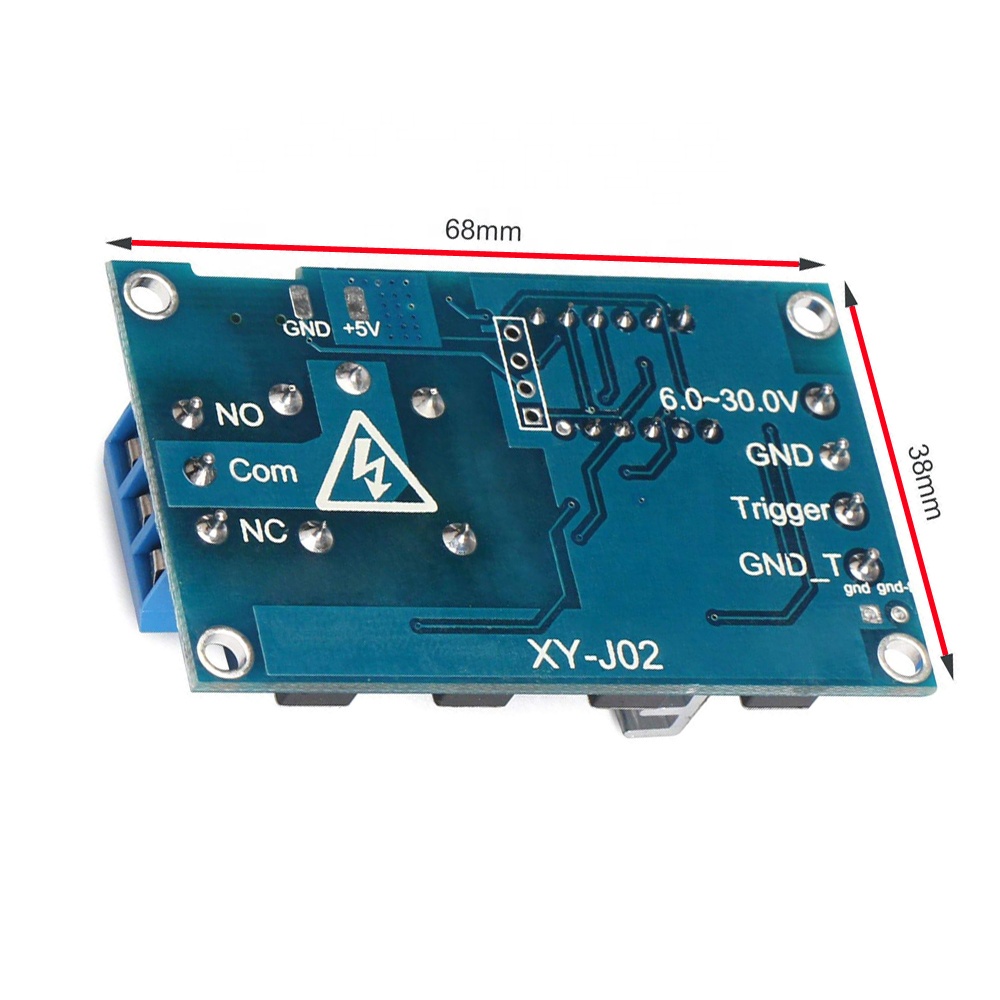 68mm
GND +5V
NO
6.0~30.0V
Com
GND
38mm
Trigger
NC
GND_T
gnd
XY-J02